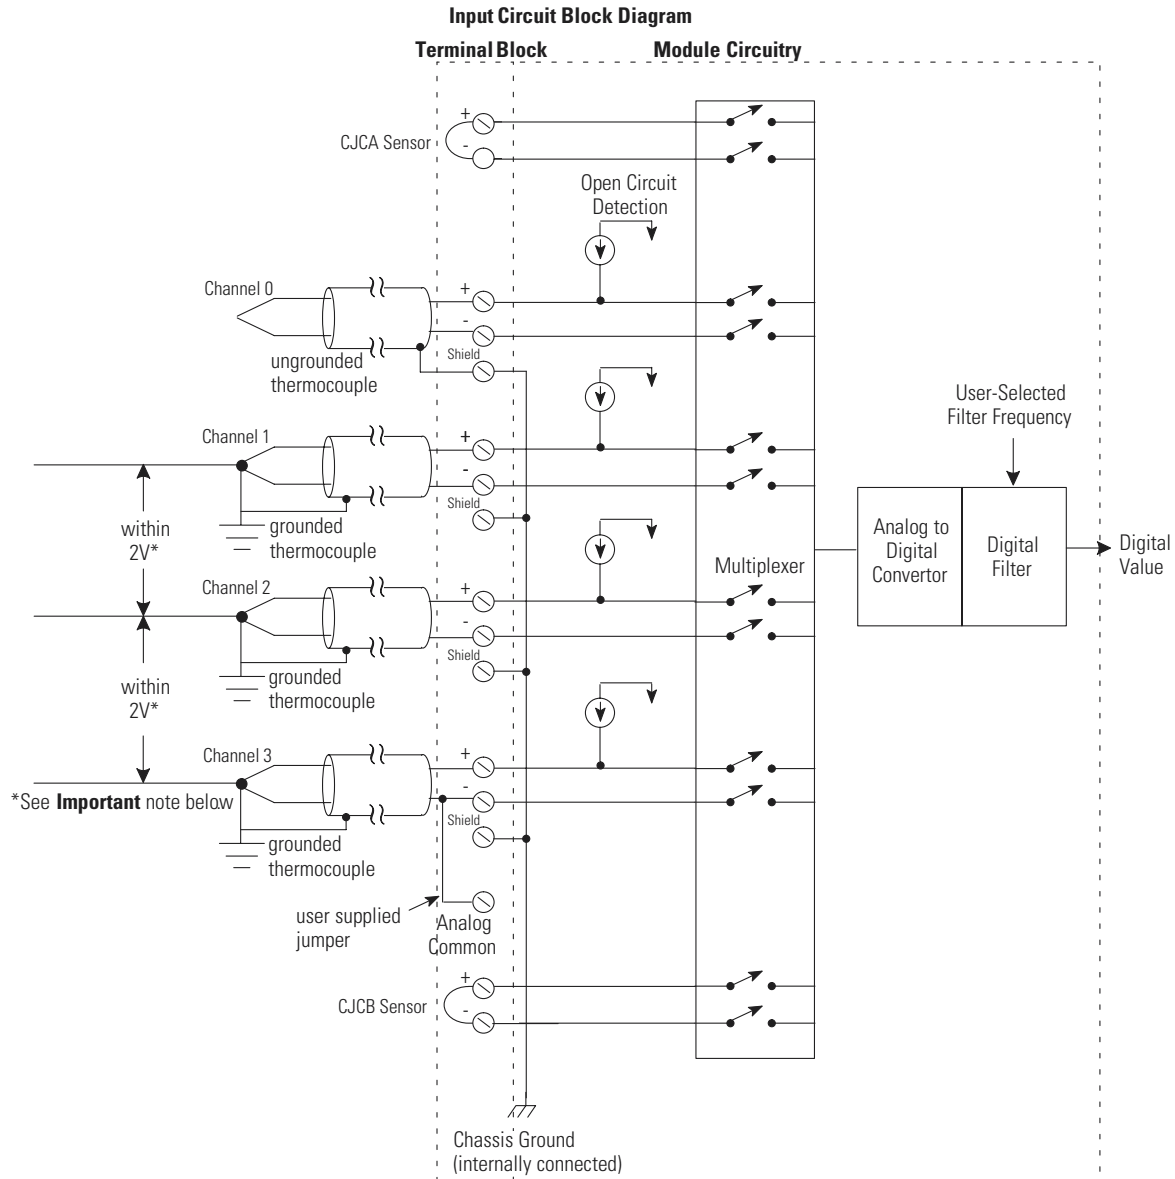 Input Circuit Block Diagram
Terminal Block
Module Circuitry
+
CJCA Sensor
-
Open Circuit
Detection
Channel 0
+
-
Shield
ungrounded
thermocouple
User-Selected
Filter Frequency
Channel 1
+
-
Shield
grounded
thermocouple
within
2V*
Analog to
Digital
Convertor
Digital
Filter
Digital
Value
Multiplexer
Channel 2
+
-
Shield
grounded
thermocouple
within
2V*
Channel 3
+
-
Shield
*See Important note below
grounded
thermocouple
user supplied
jumper
Analog
Common
+
CJCB Sensor
-
Chassis Ground
(internally connected)